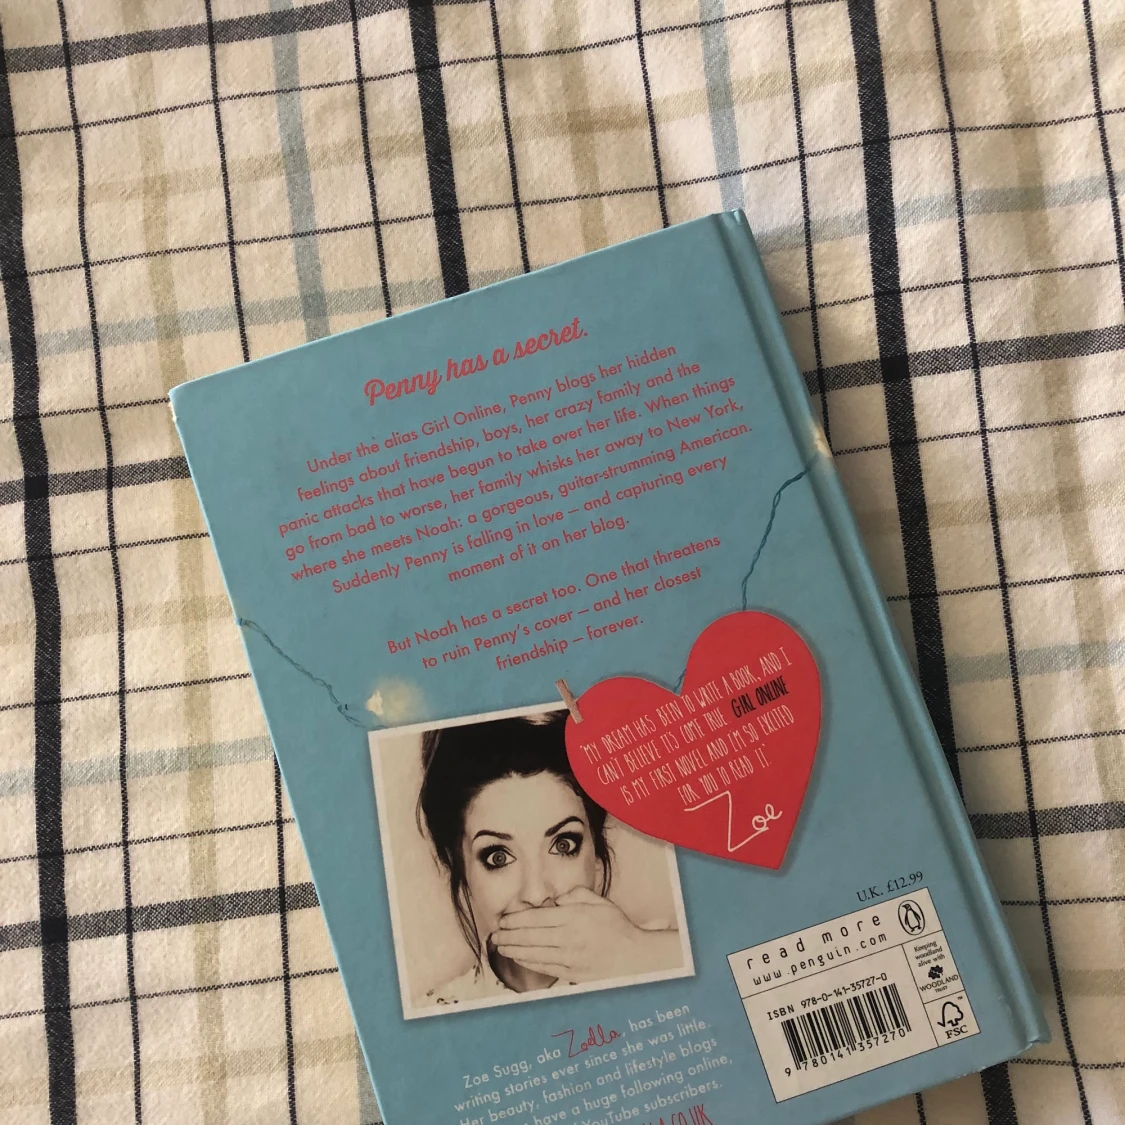 Penny has a secret.
Under the alias Girl Online, Penny blogs her hidden
feelings about friendship, boys, her crazy family and the
panic attacks that have begun to take over her life. When things
go from bad to worse, her family whisks her away to New York,
where she meets Noah: a gorgeous, guitar-strumming American.
Suddenly Penny is falling in love – and capturing every
moment of it on her blog.
But Noah has a secret too. One that threatens
to ruin Penny's cover – and her closest
friendship – forever.
"MY DREAM HAS BEEN TO WRITE A BOOK, AND I
CAN'T BELIEVE IT'S COME TRUE. GIRL ONLINE
IS MY FIRST NOVEL AND I'M SO EXCITED
FOR YOU TO READ IT."
Zoe
Zoe Sugg, aka Zoella, has been
writing stories ever since she was little.
Her beauty, fashion and lifestyle blogs
have a huge following online,
YouTube subscribers.
.CO.UK
U.K. £12.99
read more
www.penguin.com
ISBN 978-0-141-35727-0
9 780141 357270
Keeping
woodland
alive with
WOODLAND
TRUST
FSC™